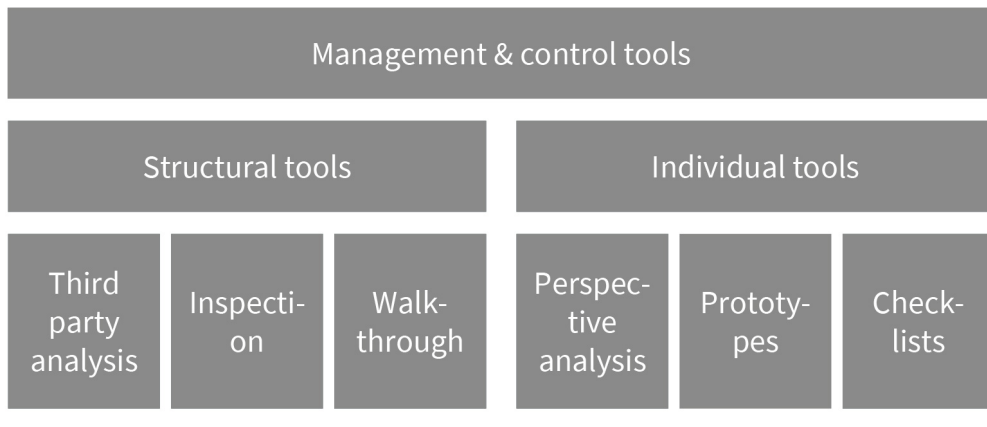 Management & control tools
Structural tools
Individual tools
Third
party
analysis
Inspecti-
on
Walk-
through
Perspec-
tive
analysis
Prototy-
pes
Check-
lists